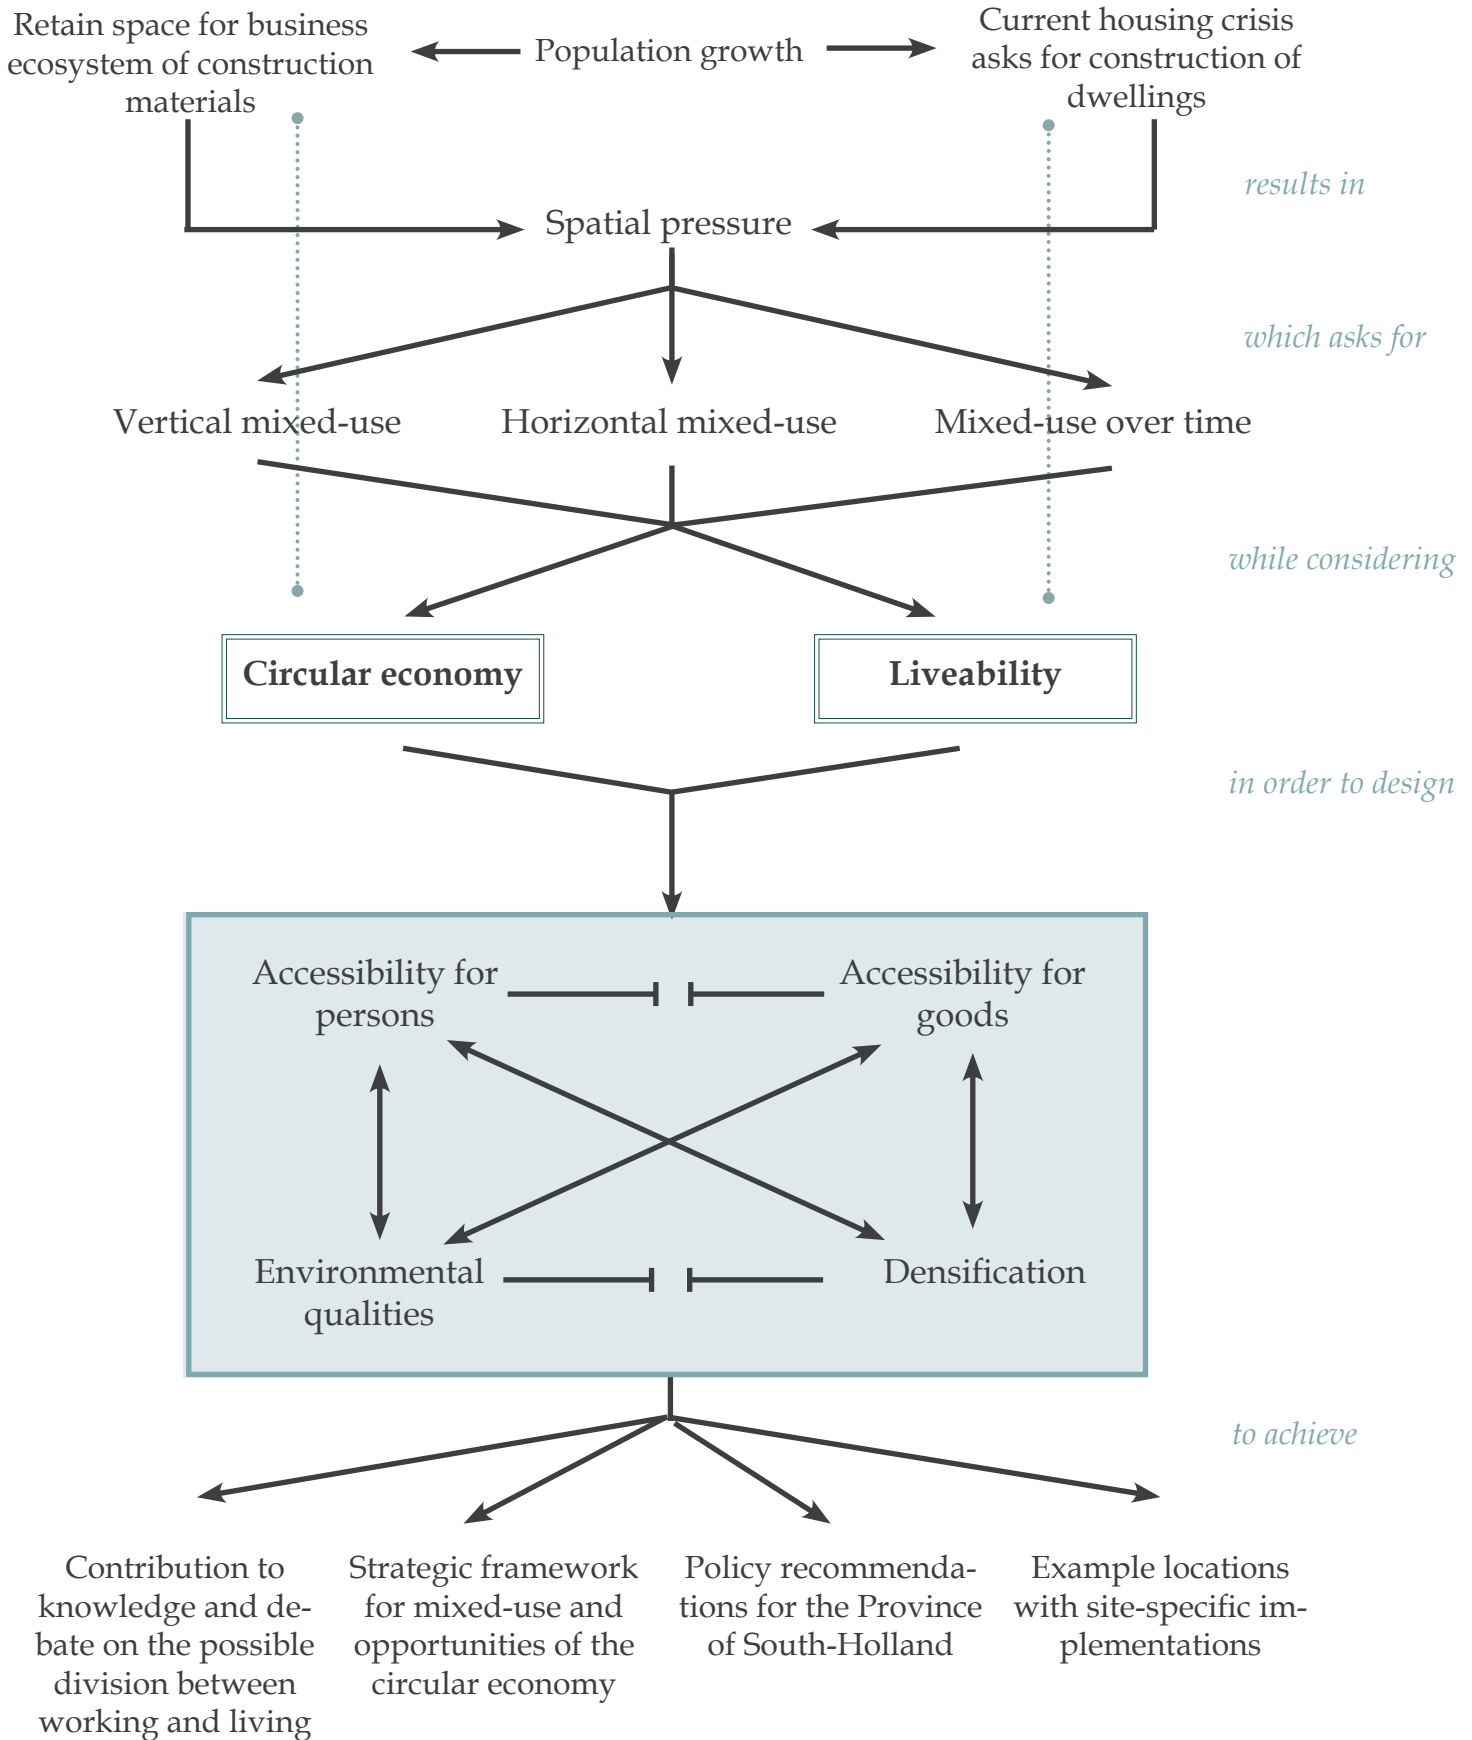 Retain space for business
ecosystem of construction
materials
Population growth
Current housing crisis
asks for construction of
dwellings
results in
Spatial pressure
which asks for
Vertical mixed-use
Horizontal mixed-use
Mixed-use over time
while considering
Circular economy
Liveability
in order to design
Accessibility for
persons
Accessibility for
goods
Environmental
qualities
Densification
to achieve
Contribution to
knowledge and de-
bate on the possible
division between
working and living
Strategic framework
for mixed-use and
opportunities of the
circular economy
Policy recommenda-
tions for the Province
of South-Holland
Example locations
with site-specific im-
plementations